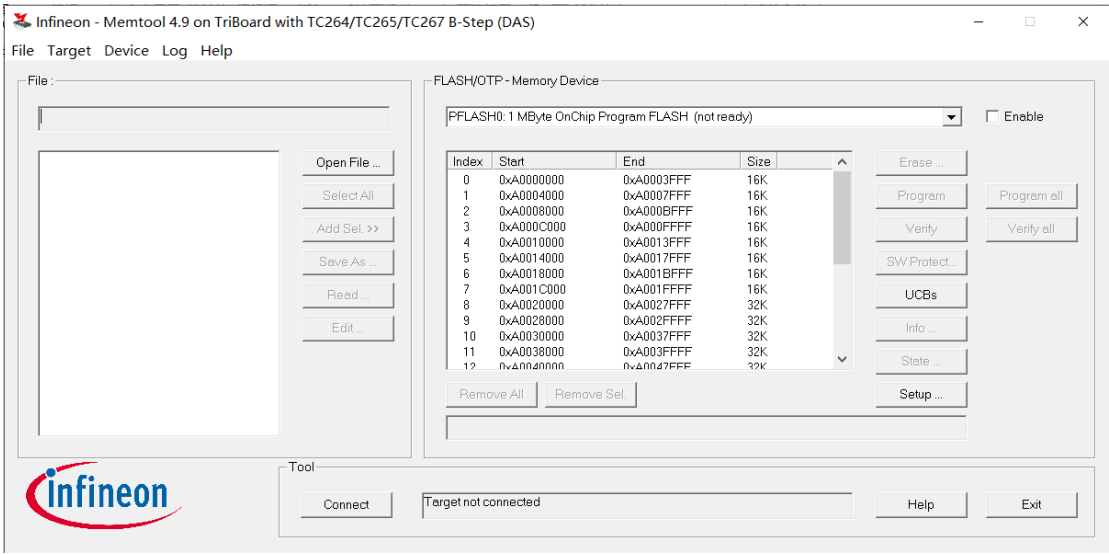 Infineon - Memtool 4.9 on TriBoard with TC264/TC265/TC267 B-Step (DAS)
File Target Device Log Help
File :
Open File ...
Select All
Add Sel. >>
Save As ...
Read ...
Edit ...
FLASH/OTP - Memory Device
PFLASH0: 1 MByte OnChip Program FLASH (not ready)
Enable
Index Start End Size
0 0xA0000000 0xA0003FFF 16K
1 0xA0004000 0xA0007FFF 16K
2 0xA0008000 0xA000BFFF 16K
3 0xA000C000 0xA000FFFF 16K
4 0xA0010000 0xA0013FFF 16K
5 0xA0014000 0xA0017FFF 16K
6 0xA0018000 0xA001BFFF 16K
7 0xA001C000 0xA001FFFF 16K
8 0xA0020000 0xA0027FFF 32K
9 0xA0028000 0xA002FFFF 32K
10 0xA0030000 0xA0037FFF 32K
11 0xA0038000 0xA003FFFF 32K
12 0xA0040000 0xA0047FFF 32K
Erase ...
Program
Program all
Verify
Verify all
SW Protect...
UCBs
Info ...
State ...
Setup ...
Remove All
Remove Sel.
infineon
Tool
Connect
Target not connected
Help
Exit